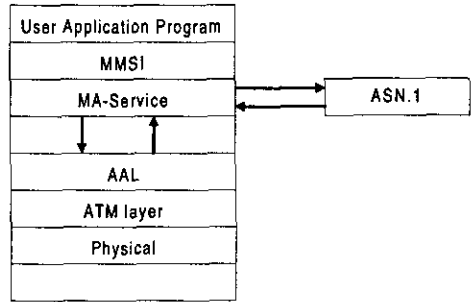 User Application Program
MMSI
MA-Service
ASN.1
AAL
ATM layer
Physical